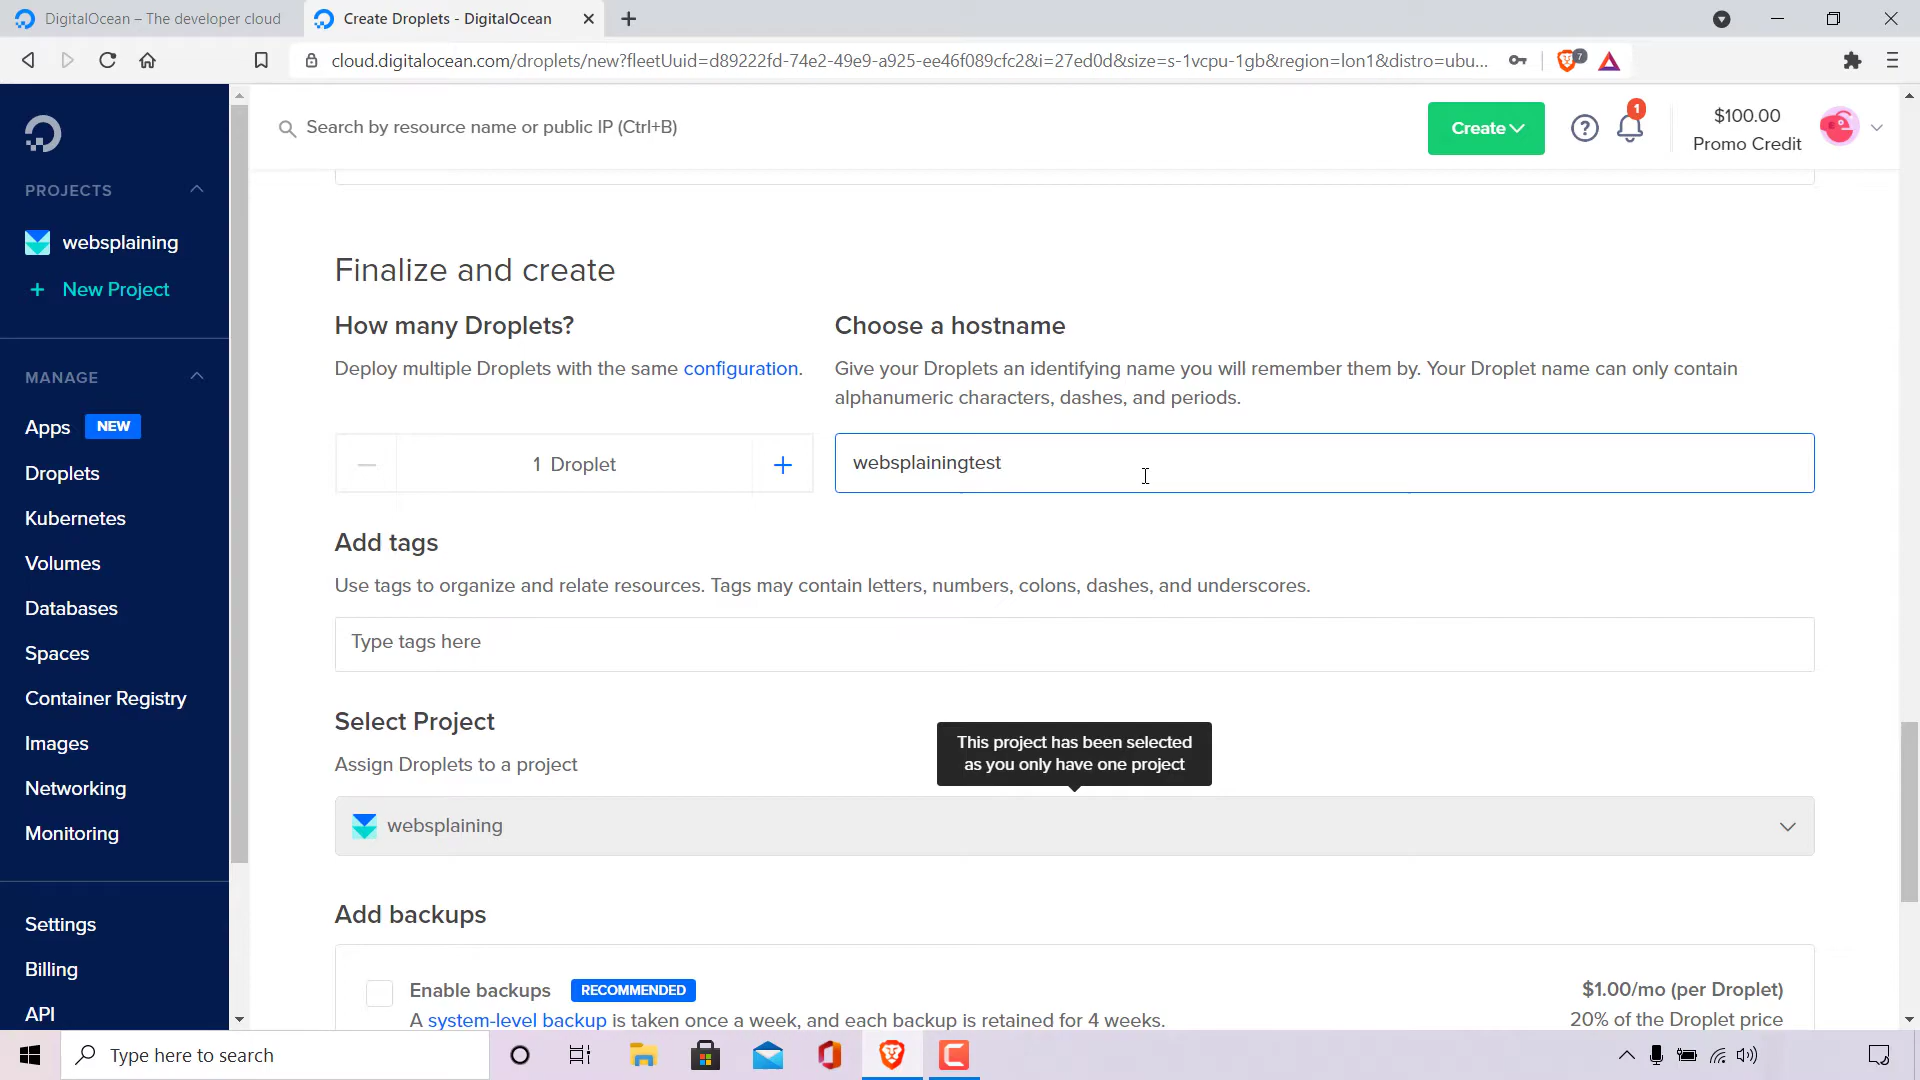 DigitalOcean – The developer cloud
Create Droplets - DigitalOcean
cloud.digitalocean.com/droplets/new?fleetUuid=d89222fd-74e2-49e9-a925-ee46f089cfc2&i=27ed0d&size=s-1vcpu-1gb&region=lon1&distro=ubu...
7
Search by resource name or public IP (Ctrl+B)
Create
1
$100.00
Promo Credit
PROJECTS
websplaining
+ New Project
MANAGE
Apps NEW
Droplets
Kubernetes
Volumes
Databases
Spaces
Container Registry
Images
Networking
Monitoring
Settings
Billing
API
Finalize and create
How many Droplets?
Deploy multiple Droplets with the same configuration.
1 Droplet
Choose a hostname
Give your Droplets an identifying name you will remember them by. Your Droplet name can only contain
alphanumeric characters, dashes, and periods.
websplainingtest
Add tags
Use tags to organize and relate resources. Tags may contain letters, numbers, colons, dashes, and underscores.
Type tags here
Select Project
Assign Droplets to a project
This project has been selected
as you only have one project
websplaining
Add backups
Enable backups RECOMMENDED
A system-level backup is taken once a week, and each backup is retained for 4 weeks.
$1.00/mo (per Droplet)
20% of the Droplet price
Type here to search